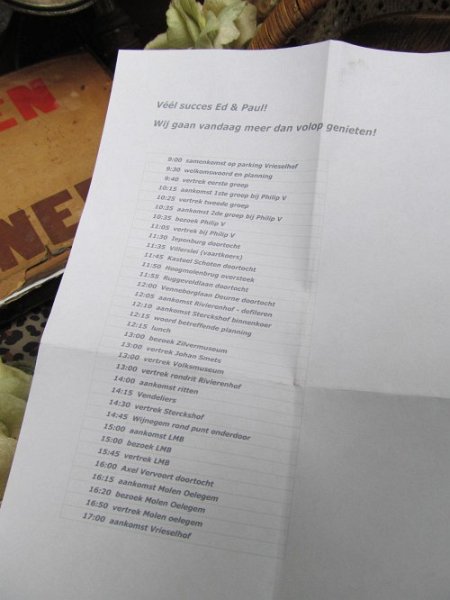 EN
NE
Véél succes Ed & Paul!
Wij gaan vandaag meer dan volop genieten!
9:00 samenkomst op parking Vrieselhof
9:30 welkomswoord en planning
9:40 vertrek eerste groep
10:15 aankomst 1ste groep bij Philip V
10:25 vertrek tweede groep
10:35 aankomst 2de groep bij Philip V
10:35 bezoek Philip V
11:05 vertrek bij Philip V
11:30 Iepenburg doortocht
11:35 Villerslei (vaartkoers)
11:45 Kasteel Schoten doortocht
11:50 Hoogmolenbrug oversteek
11:55 Ruggeveldlaan doortocht
12:00 Venneborglaan Deurne doortocht
12:05 aankomst Rivierenhof - defileren
12:10 aankomst Sterckshof binnenkoer
12:15 woord betreffende planning
12:15 lunch
13:00 bezoek Zilvermuseum
13:00 vertrek Johan Smets
13:00 vertrek Volksmuseum
13:00 vertrek rondrit Rivierenhof
14:00 aankomst ritten
14:15 Vendeliers
14:30 vertrek Sterckshof
14:45 Wijnegem rond punt onderdoor
15:00 aankomst LMB
15:00 bezoek LMB
15:45 vertrek LMB
16:00 Axel Vervoort doortocht
16:15 aankomst Molen Oelegem
16:20 bezoek Molen Oelegem
16:50 vertrek Molen oelegem
17:00 aankomst Vrieselhof